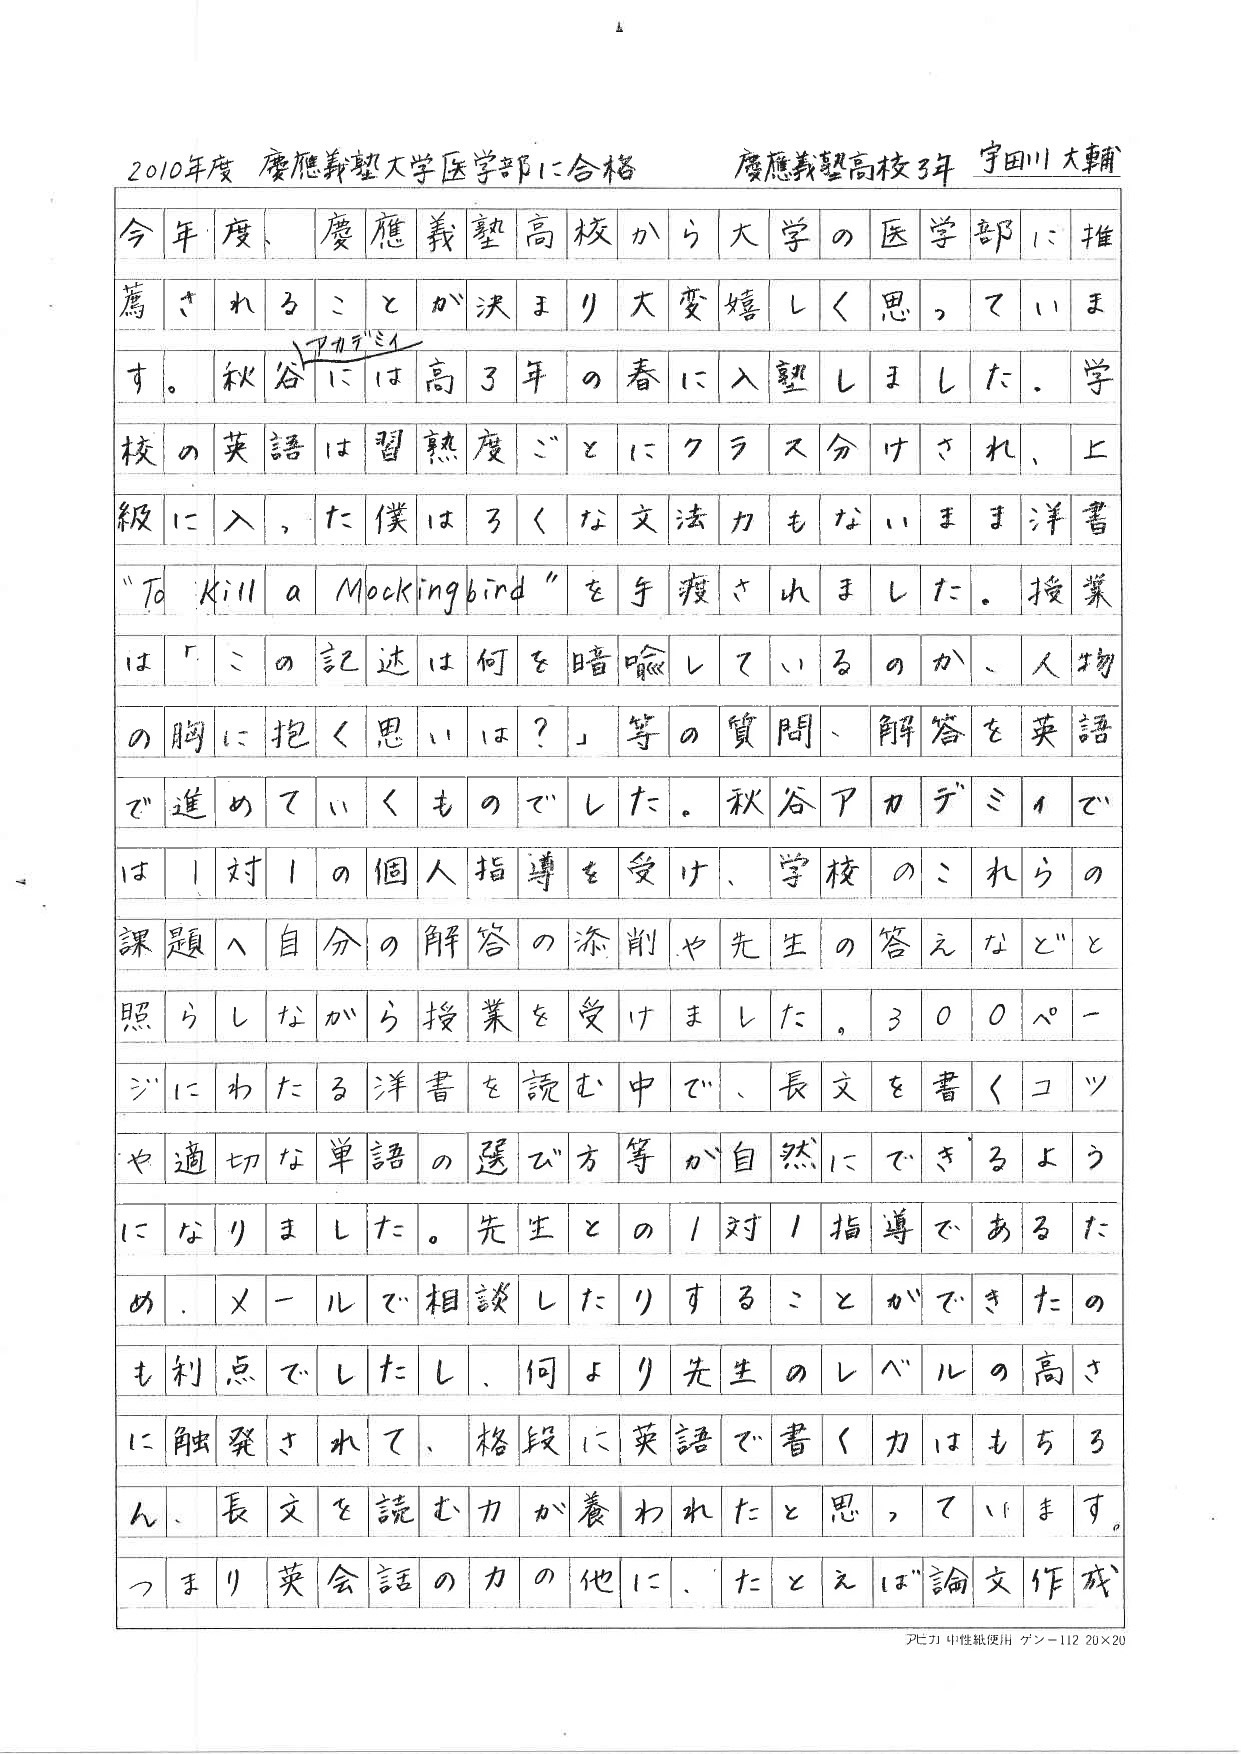 2010年度 慶應義塾大学医学部に合格 慶應義塾高校3年 宇田川 大輔
今年度、慶應義塾高校から大学の医学部に推
薦されることが決まり大変嬉しく思っていま
アカデミィ
す。秋谷には高3年の春に入塾しました。学
校の英語は習熟度ごとにクラス分けされ、上
級に入った僕はろくな文法力もないまま洋書
"To Kill a Mockingbird"を手渡されました。授業
は「この記述は何を暗喩しているのか、人物
の胸に抱く思いは?」等の質問、解答を英語
で進めていくものでした。秋谷アカデミィで
は1対1の個人指導を受け、学校のこれらの
課題へ自分の解答の添削や先生の答えなどと
照らしながら授業を受けました。300ペー
ジにわたる洋書を読む中で、長文を書くコツ
や適切な単語の選び方等が自然にできるよう
になりました。先生との1対1指導であるた
め、メールで相談したりすることができたの
も利点でしたし、何より先生のレベルの高さ
に触発されて、格段に英語で書く力はもちろ
ん、長文を読む力が養われたと思っています。
つまり英会話の力の他に、たとえば論文作成
アピカ 中性紙使用 ゲン-112 20×20